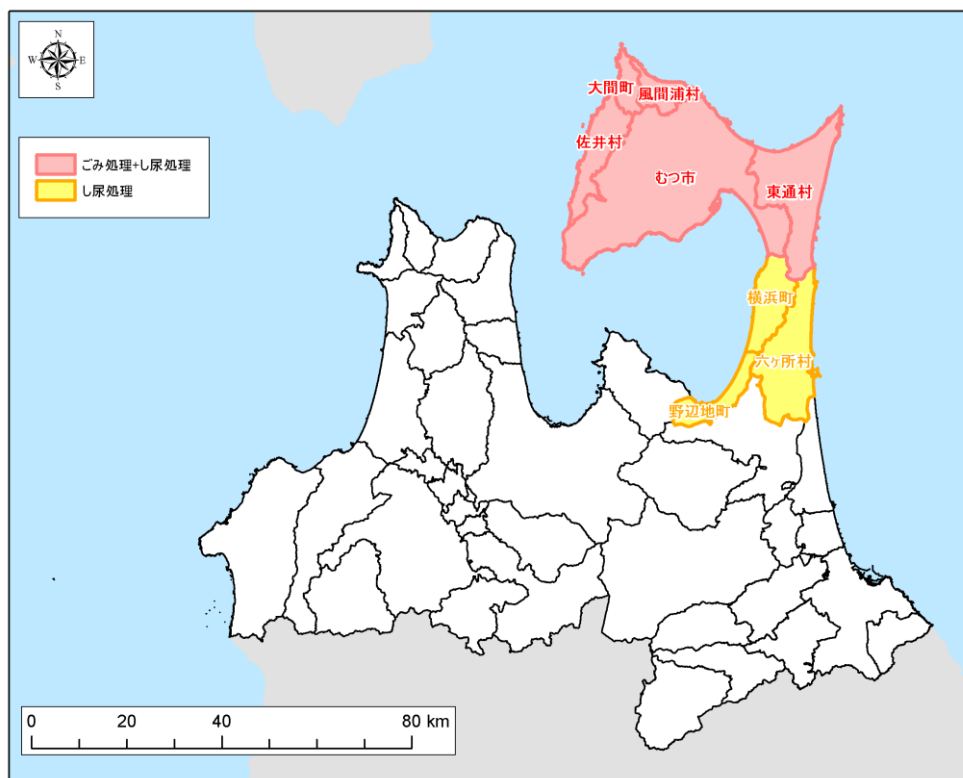 N
W
E
S
ごみ処理+し尿処理
し尿処理
大間町
風間浦村
佐井村
むつ市
東通村
横浜町
六ヶ所村
野辺地町
0 20 40 80 km